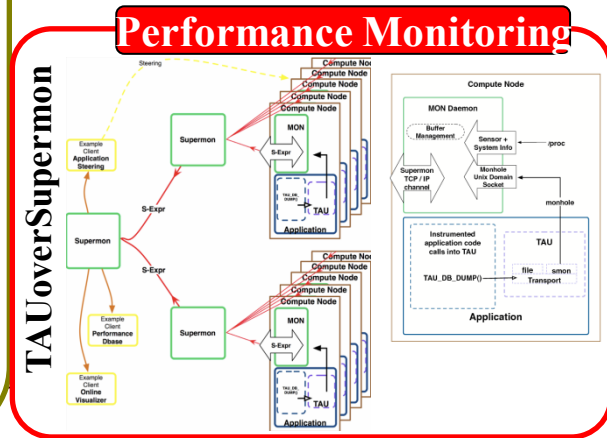 Performance Monitoring
TAUoverSupermon
Steering
Example
Client
Application
Steering
Supermon
S-Expr
Supermon
S-Expr
Example
Client
Performance
Dbase
Example
Client
Online
Visualizer
Supermon
Compute Node
Compute Node
Compute Node
Compute Node
Compute Node
MON
S-Expr
TAU_DB_
DUMP()
TAU
Application
Compute Node
Compute Node
Compute Node
Compute Node
Compute Node
MON
S-Expr
TAU_DB_
DUMP()
TAU
Application
Compute Node
MON Daemon
Buffer
Management
Sensor +
System Info
/proc
Supermon
TCP / IP
channel
Monhole
Unix Domain
Socket
monhole
Instrumented
application code
calls into TAU
TAU_DB_DUMP()
TAU
file
smon
Transport
Application